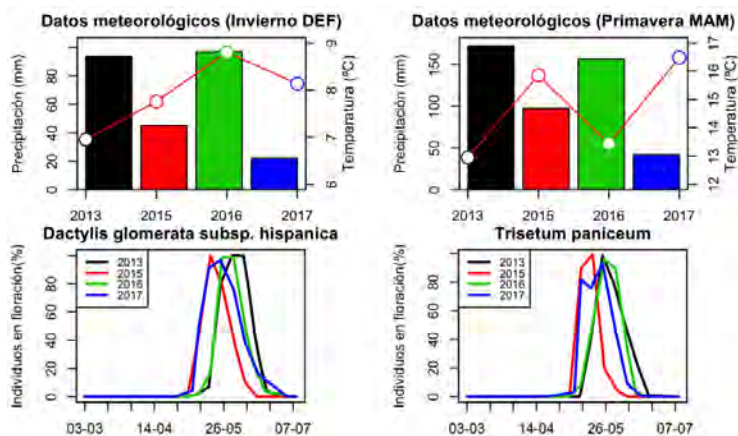 Datos meteorológicos (Invierno DEF)
Precipitación (mm)
0 20 40 60 80
Temperatura (ºC)
6 7 8 9
2013 2015 2016 2017
Datos meteorológicos (Primavera MAM)
Precipitación (mm)
0 50 100 150
Temperatura (ºC)
12 13 14 15 16 17
2013 2015 2016 2017
Dactylis glomerata subsp. hispanica
Individuos en floración(%)
0 20 40 60 80
2013
2015
2016
2017
03-03 14-04 26-05 07-07
Trisetum paniceum
Individuos en floración(%)
0 20 40 60 80
2013
2015
2016
2017
03-03 14-04 26-05 07-07